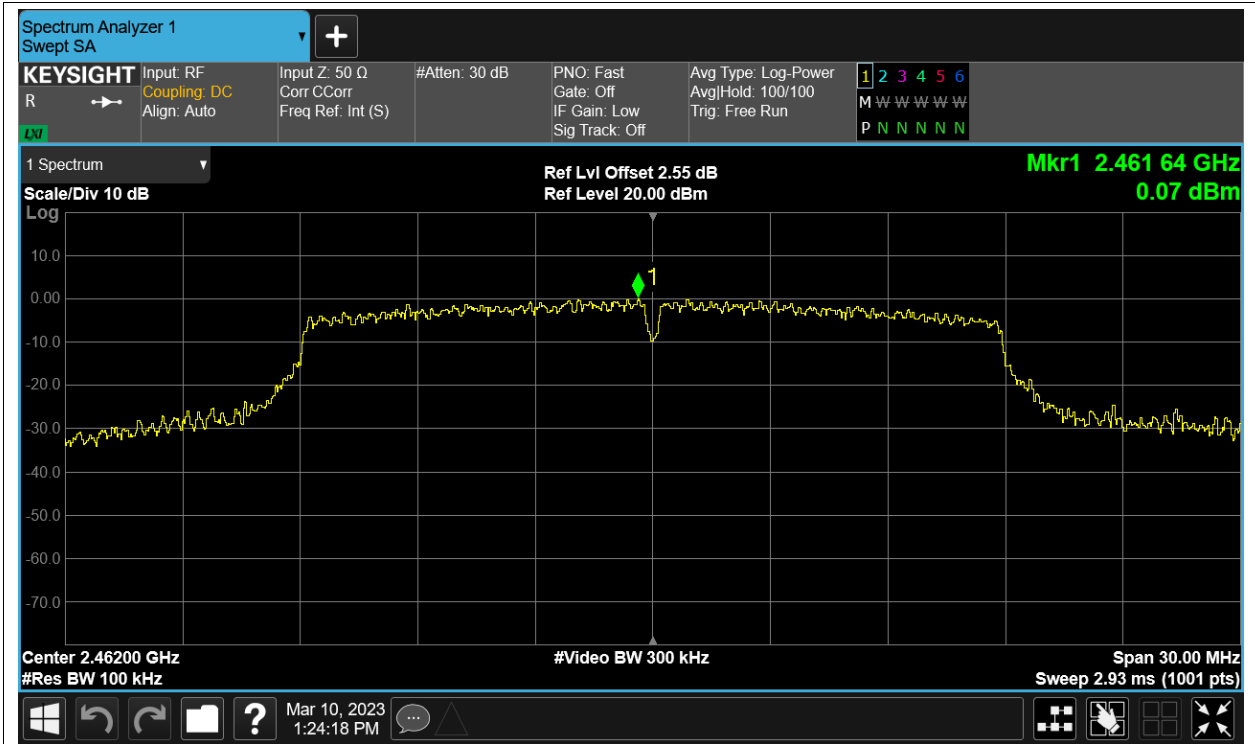 Spectrum Analyzer 1
Swept SA
KEYSIGHT
R
LXI
Input: RF
Coupling: DC
Align: Auto
Input Z: 50 Ω
Corr CCorr
Freq Ref: Int (S)
#Atten: 30 dB
PNO: Fast
Gate: Off
IF Gain: Low
Sig Track: Off
Avg Type: Log-Power
Avg|Hold: 100/100
Trig: Free Run
1 2 3 4 5 6
M W W W W W W
P N N N N N N
1 Spectrum
Scale/Div 10 dB
Log
Ref Lvl Offset 2.55 dB
Ref Level 20.00 dBm
Mkr1 2.461 64 GHz
0.07 dBm
1
10.0
0.00
-10.0
-20.0
-30.0
-40.0
-50.0
-60.0
-70.0
Center 2.46200 GHz
#Res BW 100 kHz
#Video BW 300 kHz
Span 30.00 MHz
Sweep 2.93 ms (1001 pts)
?
Mar 10, 2023
1:24:18 PM